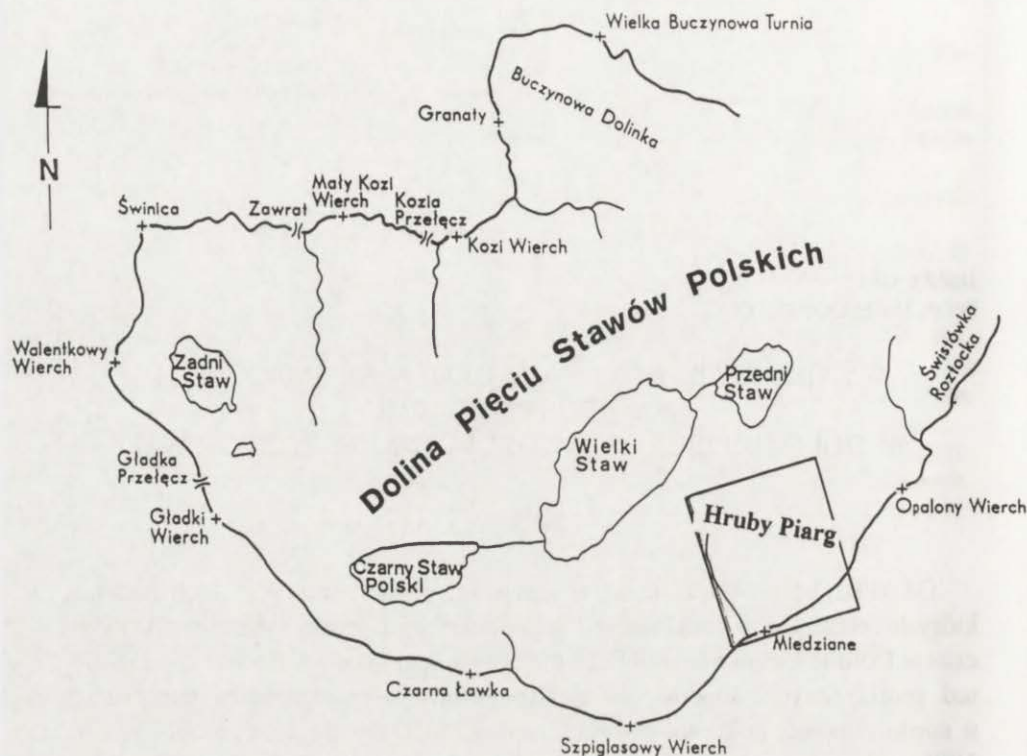 Wielka Buczynowa Turnia
Buczynowa Dolinka
Granaty
N
Świnica
Zawrat
Mały Kozi
Wierch
Kozia
Przełęcz
Kozi Wierch
Dolina Pięciu Stawów Polskich
Walentkowy
Wierch
Zadni
Staw
Przedni
Staw
Świstówka
Roztocka
Wielki
Staw
Gładka
Przełęcz
Gładki
Wierch
Hruby Piarg
Opalony Wierch
Czarny Staw
Polski
Miedziane
Czarna Ławka
Szpiglasowy Wierch